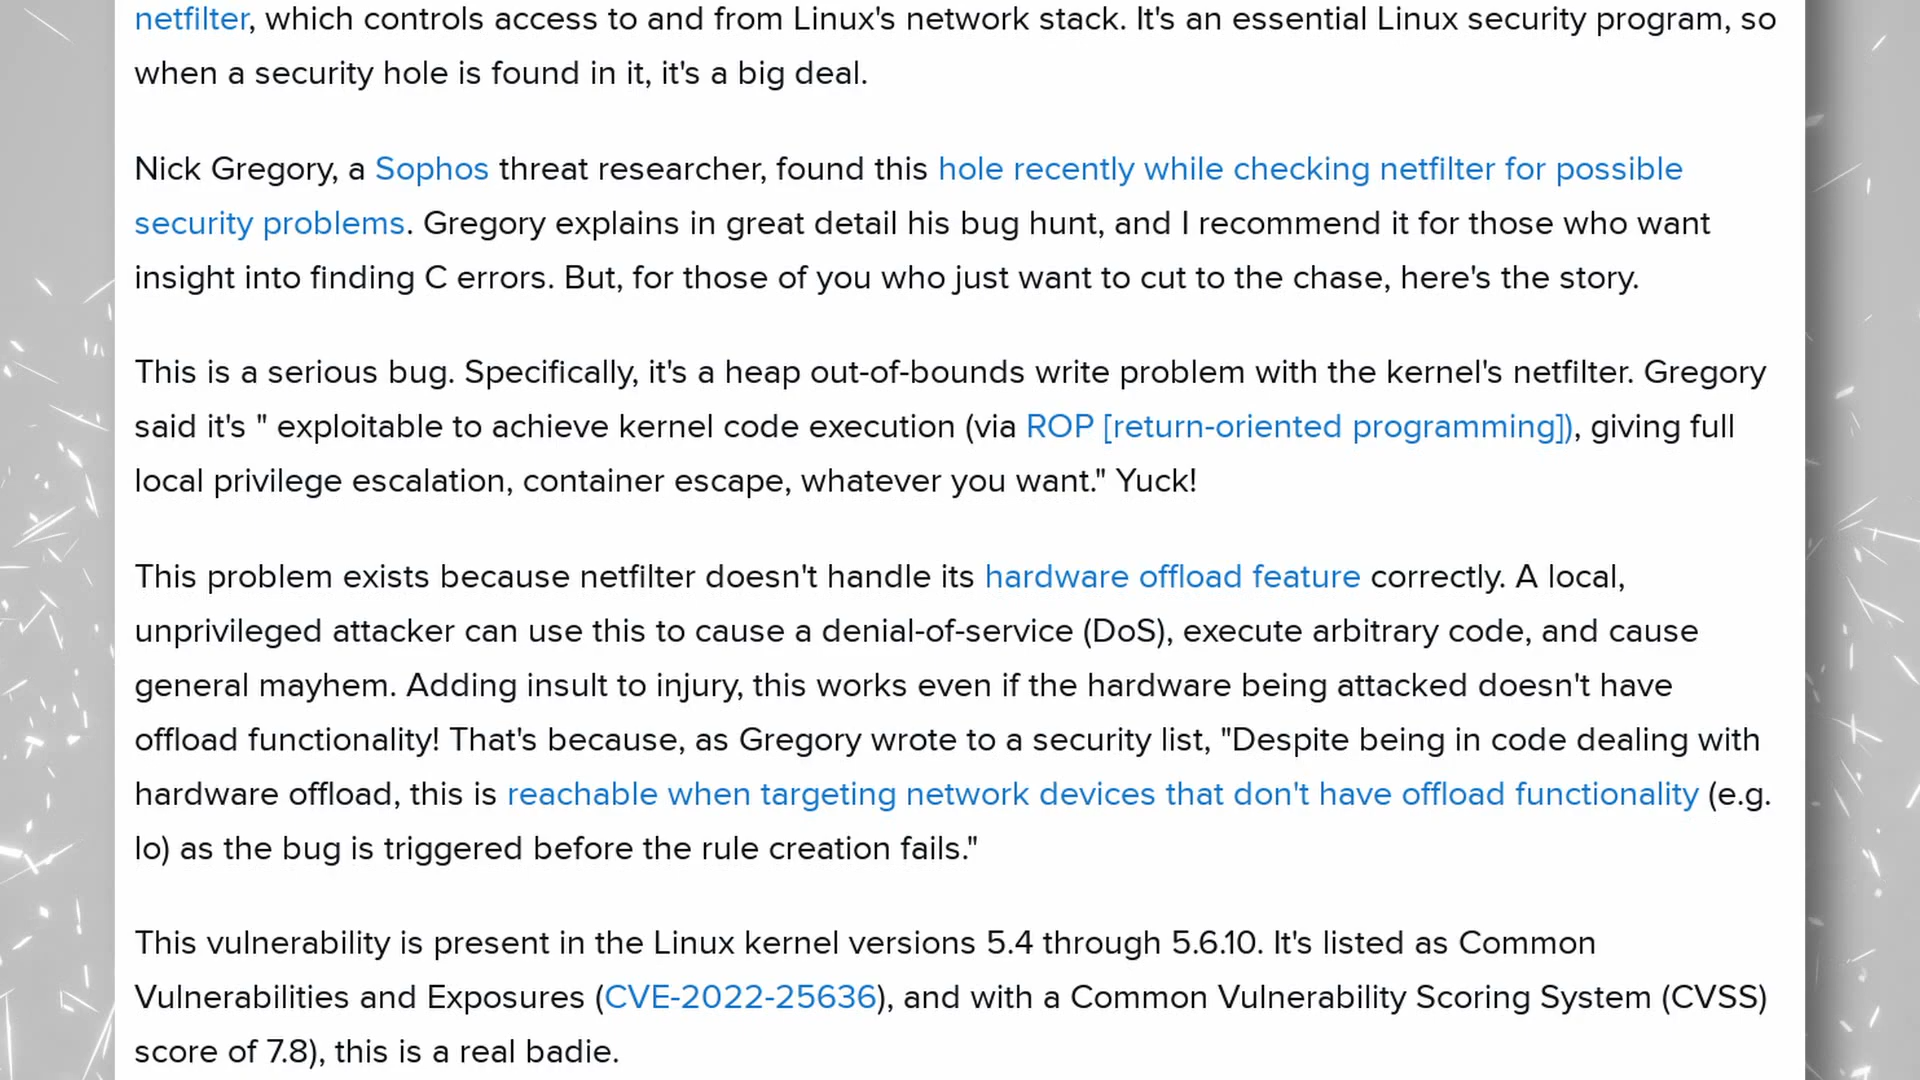 netfilter, which controls access to and from Linux's network stack. It's an essential Linux security program, so
when a security hole is found in it, it's a big deal.
Nick Gregory, a Sophos threat researcher, found this hole recently while checking netfilter for possible
security problems. Gregory explains in great detail his bug hunt, and I recommend it for those who want
insight into finding C errors. But, for those of you who just want to cut to the chase, here's the story.
This is a serious bug. Specifically, it's a heap out-of-bounds write problem with the kernel's netfilter. Gregory
said it's " exploitable to achieve kernel code execution (via ROP [return-oriented programming]), giving full
local privilege escalation, container escape, whatever you want." Yuck!
This problem exists because netfilter doesn't handle its hardware offload feature correctly. A local,
unprivileged attacker can use this to cause a denial-of-service (DoS), execute arbitrary code, and cause
general mayhem. Adding insult to injury, this works even if the hardware being attacked doesn't have
offload functionality! That's because, as Gregory wrote to a security list, "Despite being in code dealing with
hardware offload, this is reachable when targeting network devices that don't have offload functionality (e.g.
lo) as the bug is triggered before the rule creation fails."
This vulnerability is present in the Linux kernel versions 5.4 through 5.6.10. It's listed as Common
Vulnerabilities and Exposures (CVE-2022-25636), and with a Common Vulnerability Scoring System (CVSS)
score of 7.8), this is a real badie.